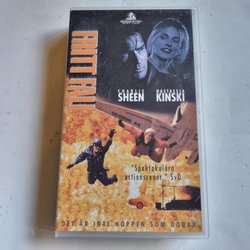 FRITT FALL
CHARLIE SHEEN
NASTASSJA KINSKI
"Spektakulära
actionscener." SvD
DET ÄR INTE HOPPEN SOM DÖDAR